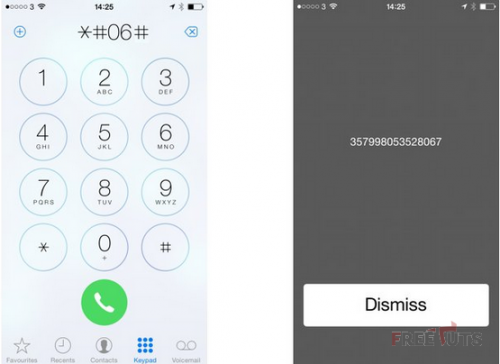 3 14:25
*#06#
1
2
ABC
3
DEF
4
GHI
5
JKL
6
MNO
7
PQRS
8
TUV
9
WXYZ
*
0
+
#
Favourites Recents Contacts Keypad Voicemail
3 14:25
357998053528067
Dismiss